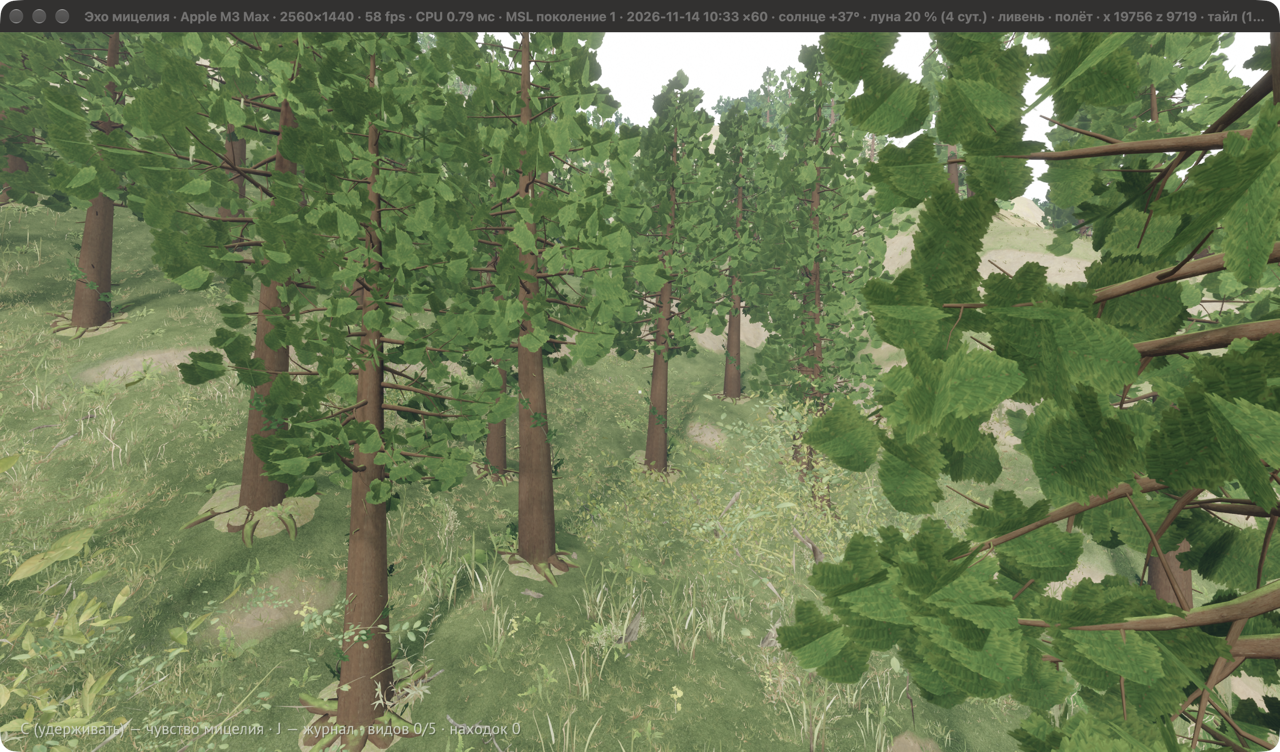 Эхо мицелия · Apple M3 Max · 2560×1440 · 58 fps · CPU 0.79 мс · MSL поколение 1 · 2026-11-14 10:33 ×60 · солнце +37° · луна 20 % (4 сут.) · ливень · полёт · x 19756 z 9719 · тайл (1...
C (удерживать) — чувство мицелия · J — журнал · видов 0/5 · находок 0